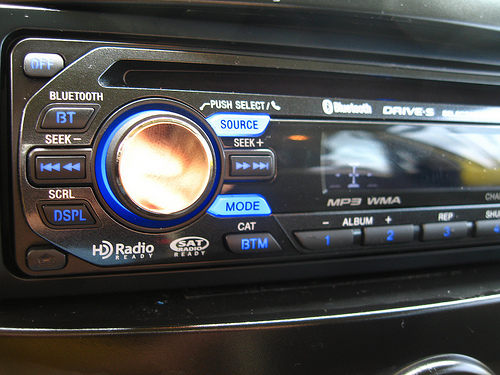 OFF
BLUETOOTH
BT
PUSH SELECT/
SOURCE
Bluetooth DRIVE-S
SEEK-
SEEK+
SCRL
DSPL
MODE
MP3 WMA
CAT
BTM
- ALBUM +
REP
SHU
1 2 3
HD Radio
READY
SAT
RADIO
READY